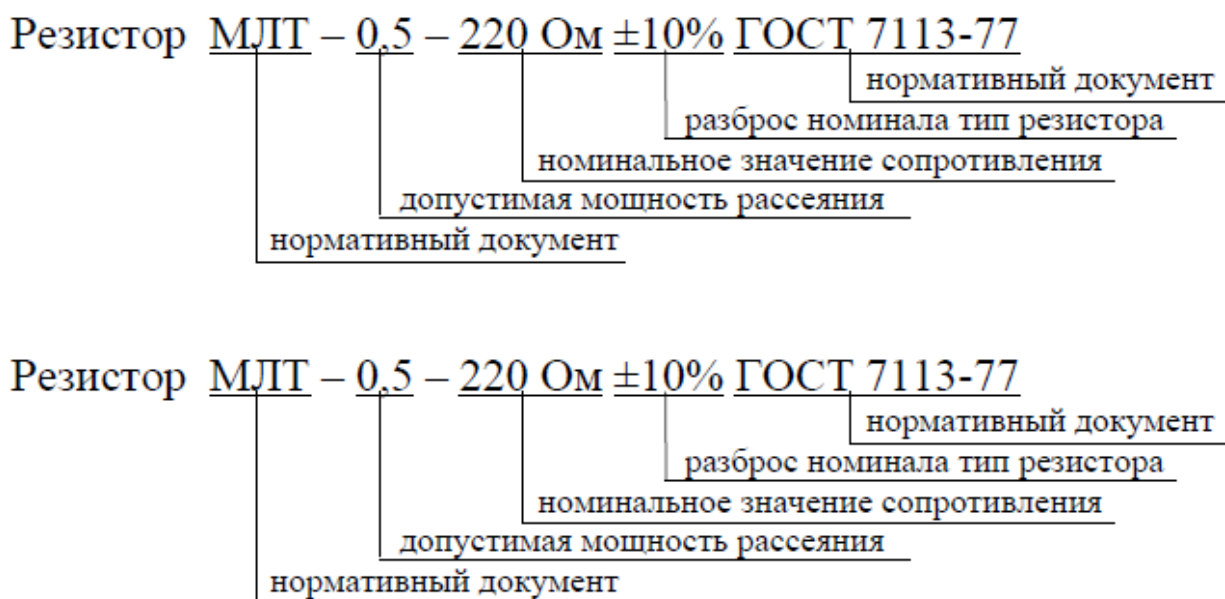 Резистор МЛТ – 0,5 – 220 Ом ±10% ГОСТ 7113-77
нормативный документ
разброс номинала тип резистора
номинальное значение сопротивления
допустимая мощность рассеяния
нормативный документ
Резистор МЛТ – 0,5 – 220 Ом ±10% ГОСТ 7113-77
нормативный документ
разброс номинала тип резистора
номинальное значение сопротивления
допустимая мощность рассеяния
нормативный документ